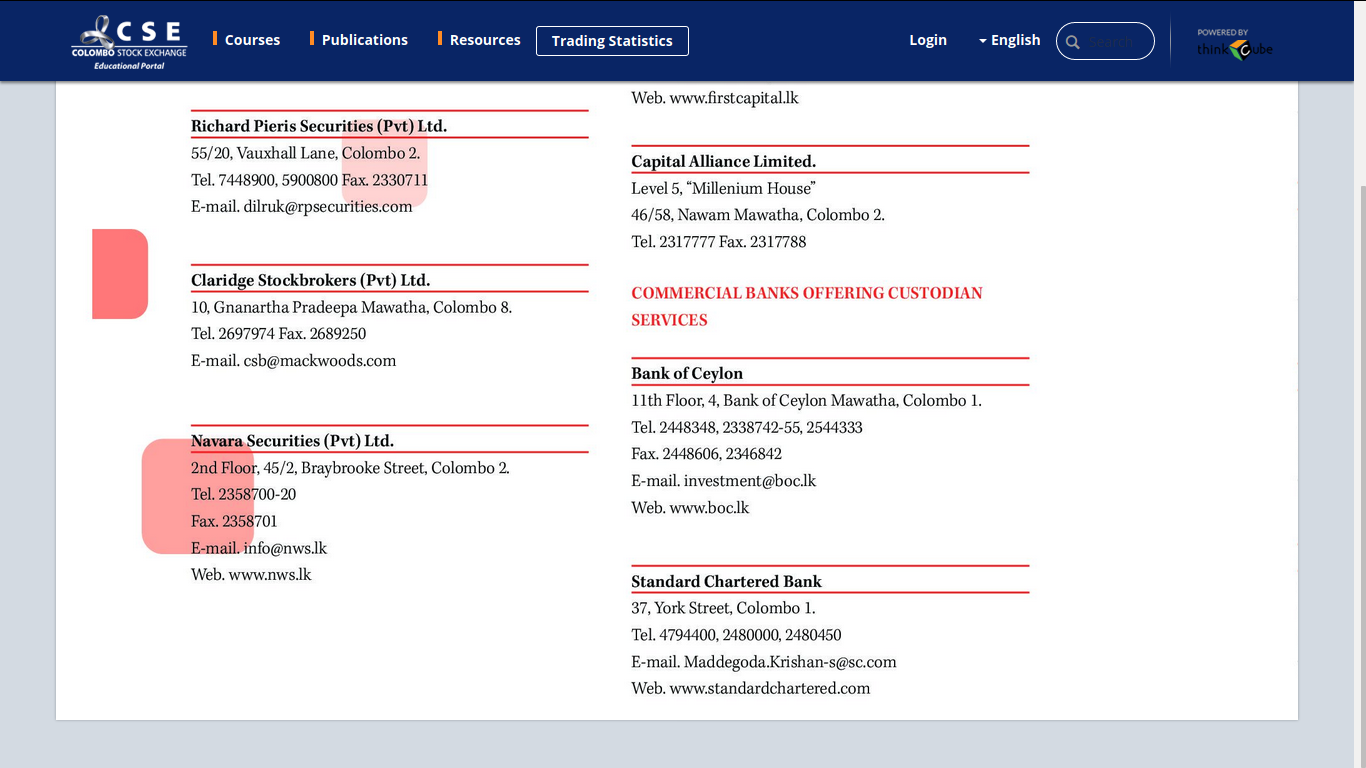 CSE
COLOMBO STOCK EXCHANGE
Educational Portal
Courses
Publications
Resources
Trading Statistics
Login
English
Search
POWERED BY
thinkCube
Richard Pieris Securities (Pvt) Ltd.
55/20, Vauxhall Lane, Colombo 2.
Tel. 7448900, 5900800 Fax. 2330711
E-mail. dilruk@rpsecurities.com
Claridge Stockbrokers (Pvt) Ltd.
10, Gnanartha Pradeepa Mawatha, Colombo 8.
Tel. 2697974 Fax. 2689250
E-mail. csb@mackwoods.com
Navara Securities (Pvt) Ltd.
2nd Floor, 45/2, Braybrooke Street, Colombo 2.
Tel. 2358700-20
Fax. 2358701
E-mail. info@nws.lk
Web. www.nws.lk
Web. www.firstcapital.lk
Capital Alliance Limited.
Level 5, “Millenium House”
46/58, Nawam Mawatha, Colombo 2.
Tel. 2317777 Fax. 2317788
COMMERCIAL BANKS OFFERING CUSTODIAN
SERVICES
Bank of Ceylon
11th Floor, 4, Bank of Ceylon Mawatha, Colombo 1.
Tel. 2448348, 2338742-55, 2544333
Fax. 2448606, 2346842
E-mail. investment@boc.lk
Web. www.boc.lk
Standard Chartered Bank
37, York Street, Colombo 1.
Tel. 4794400, 2480000, 2480450
E-mail. Maddegoda.Krishan-s@sc.com
Web. www.standardchartered.com